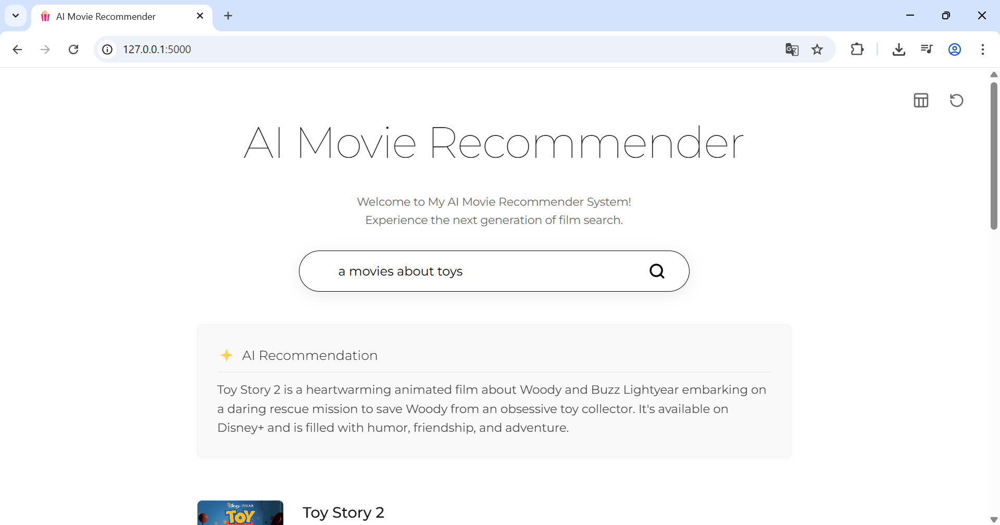 AI Movie Recommender
127.0.0.1:5000
AI Movie Recommender
Welcome to My AI Movie Recommender System!
Experience the next generation of film search.
a movies about toys
AI Recommendation
Toy Story 2 is a heartwarming animated film about Woody and Buzz Lightyear embarking on
a daring rescue mission to save Woody from an obsessive toy collector. It's available on
Disney+ and is filled with humor, friendship, and adventure.
Disney · PIXAR
TOY
Toy Story 2